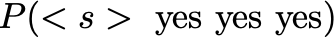 P(< s > yes yes yes)